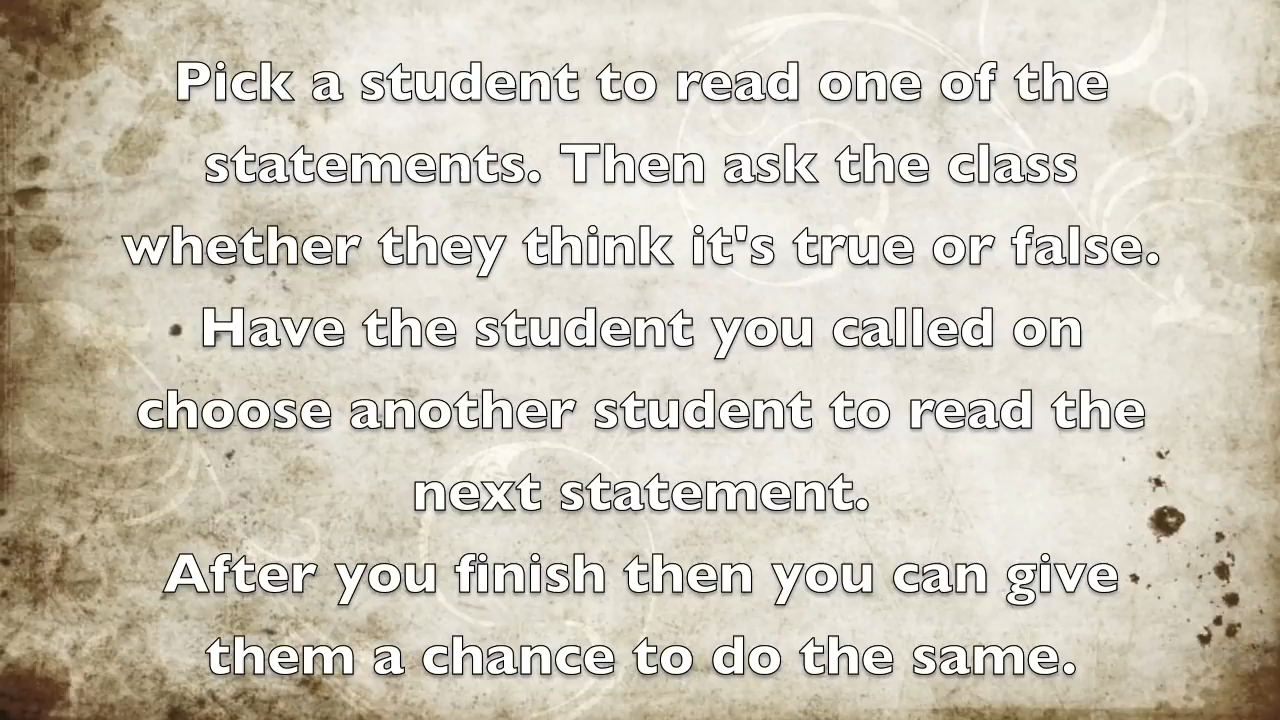 Pick a student to read one of the
statements. Then ask the class
whether they think it's true or false.
Have the student you called on
choose another student to read the
next statement.
After you finish then you can give
them a chance to do the same.